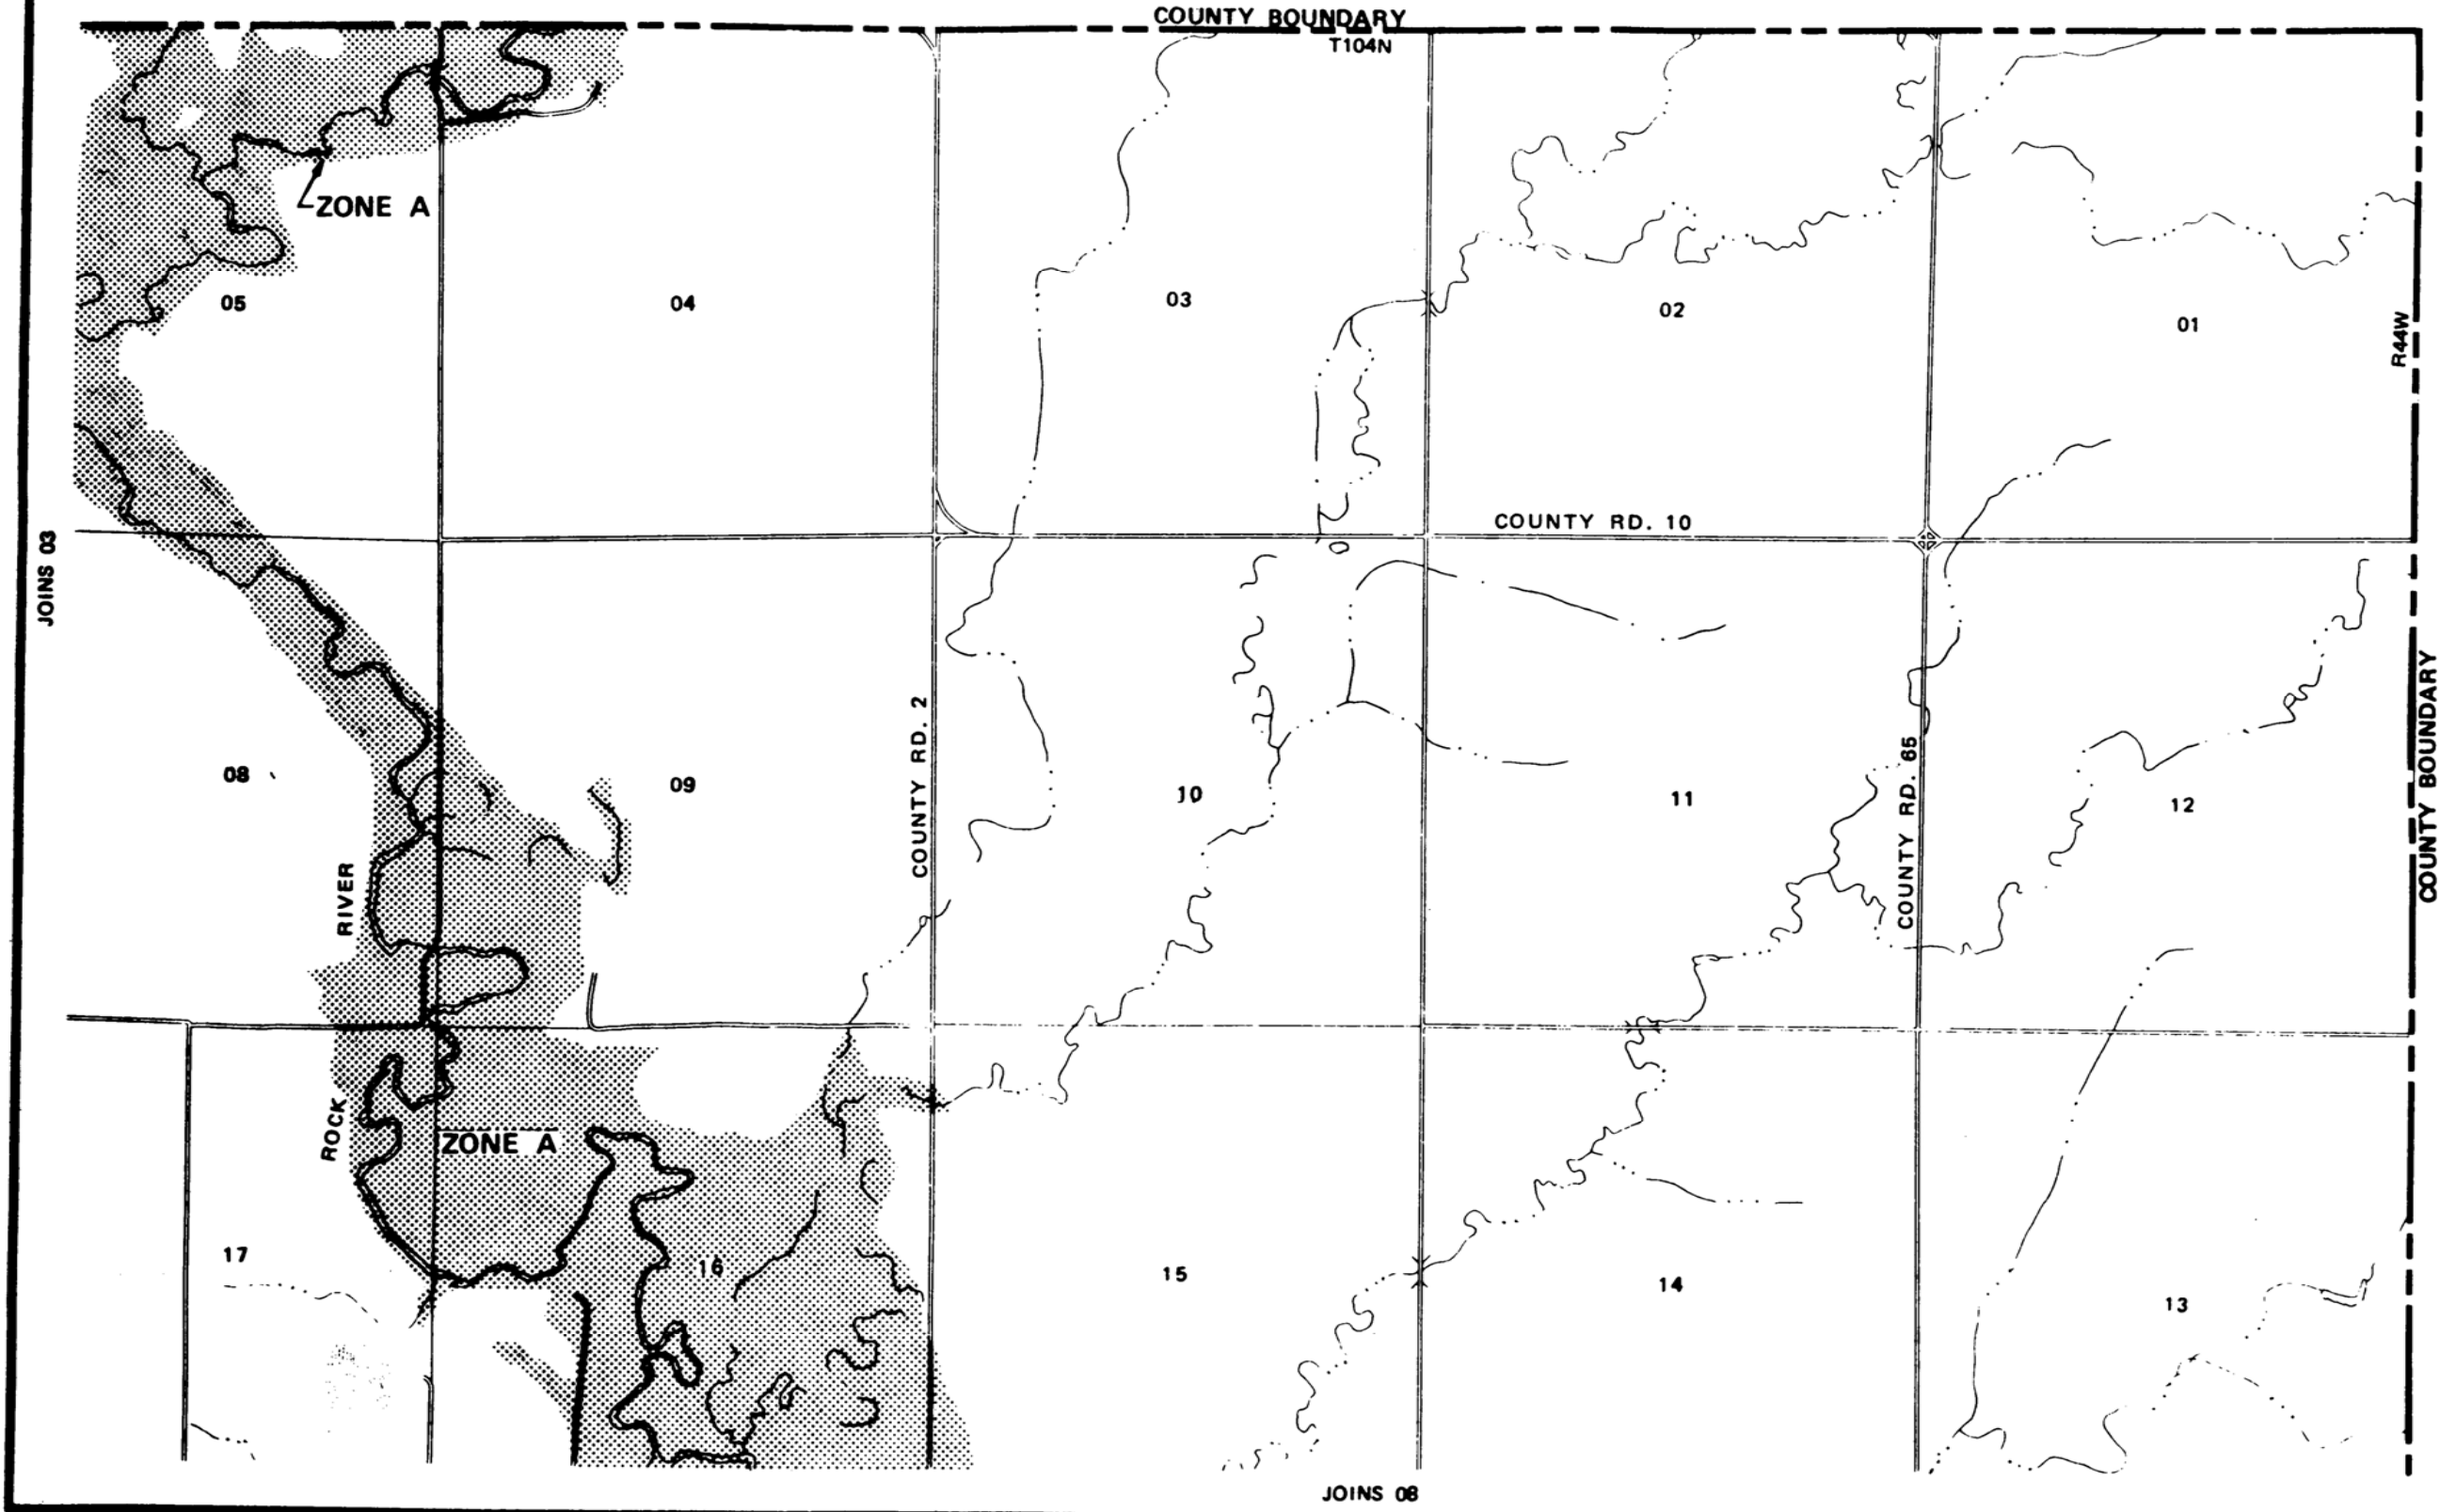 COUNTY BOUNDARY
T104N
ZONE A
05
04
03
02
01
R44W
JOINS 03
COUNTY RD. 10
COUNTY RD. 2
COUNTY RD. 65
COUNTY BOUNDARY
08
09
10
11
12
RIVER
ROCK
ZONE A
17
16
15
14
13
JOINS 08